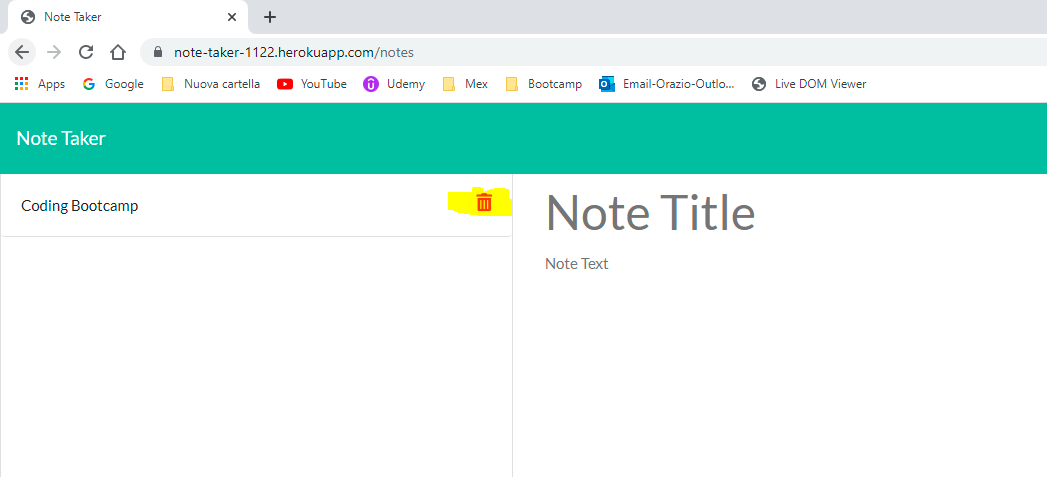 Note Taker
note-taker-1122.herokuapp.com/notes
Apps Google Nuova cartella YouTube Udemy Mex Bootcamp Email-Orazio-Outlo... Live DOM Viewer
Note Taker
Coding Bootcamp
Note Title
Note Text